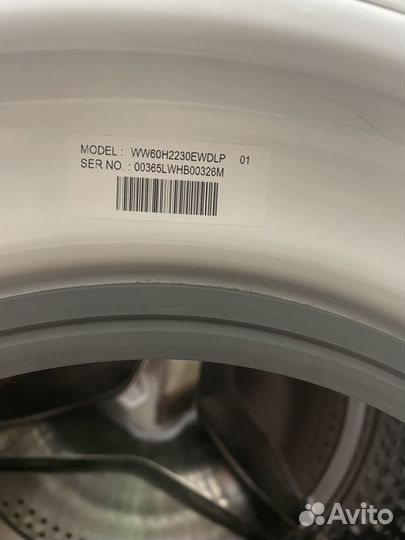 MODEL : WW60H2230EWDLP 01
SER NO. : 00365LWHB00326M
Avito